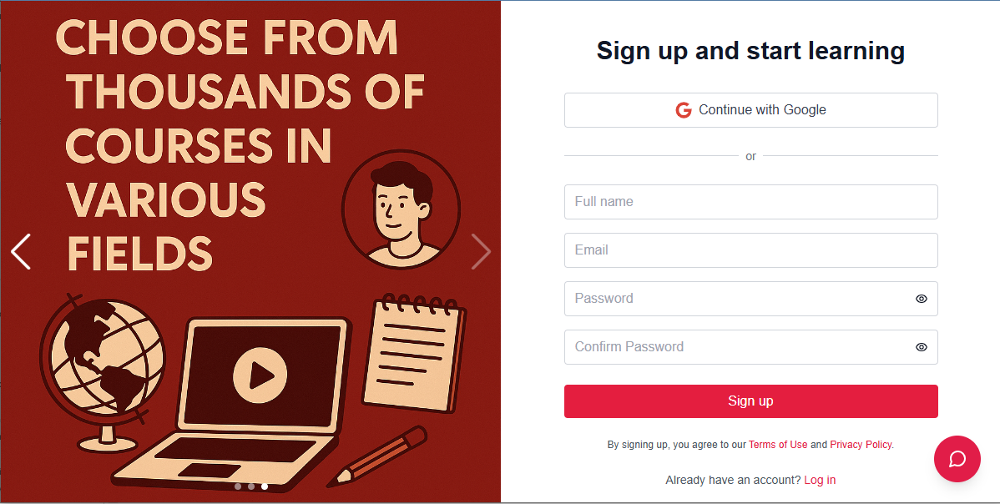 CHOOSE FROM
THOUSANDS OF
COURSES IN
VARIOUS
FIELDS
Sign up and start learning
Continue with Google
or
Full name
Email
Password
Confirm Password
Sign up
By signing up, you agree to our Terms of Use and Privacy Policy.
Already have an account? Log in